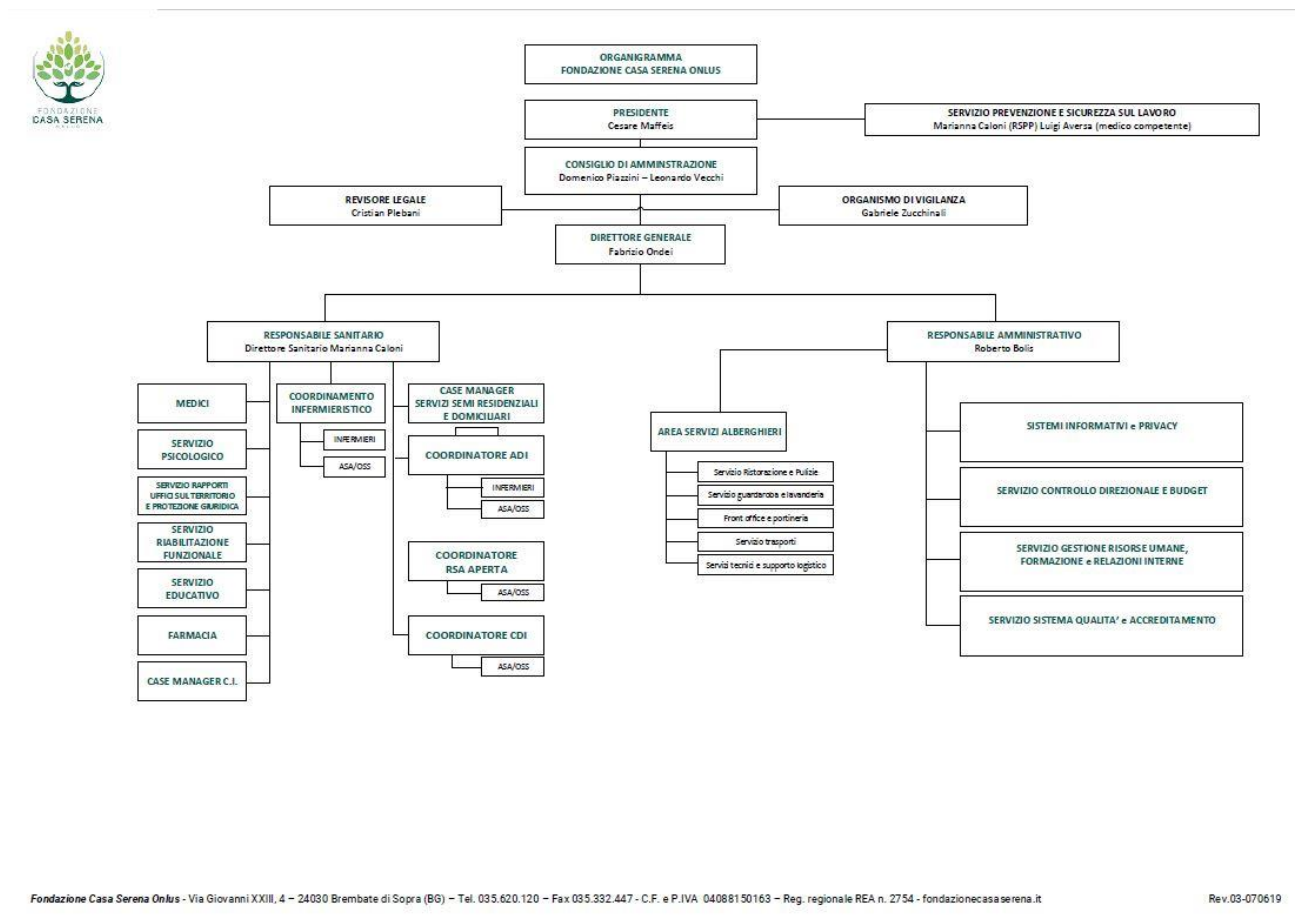 FONDAZIONE
CASA SERENA
ONLUS
ORGANIGRAMMA
FONDAZIONE CASA SERENA ONLUS
PRESIDENTE
Cesare Maffeis
SERVIZIO PREVENZIONE E SICUREZZA SUL LAVORO
Marianna Caloni (RSPP) Luigi Aversa (medico competente)
CONSIGLIO DI AMMINSTRAZIONE
Domenico Piazzini – Leonardo Vecchi
REVISORE LEGALE
Cristian Plebani
ORGANISMO DI VIGILANZA
Gabriele Zucchinali
DIRETTORE GENERALE
Fabrizio Ondei
RESPONSABILE SANITARIO
Direttore Sanitario Marianna Caloni
RESPONSABILE AMMINISTRATIVO
Roberto Bolis
MEDICI
SERVIZIO
PSICOLOGICO
SERVIZIO RAPPORTI
UFFICI SUL TERRITORIO
E PROTEZIONE GIURIDICA
SERVIZIO
RIABILITAZIONE
FUNZIONALE
SERVIZIO
EDUCATIVO
FARMACIA
CASE MANAGER C.I.
COORDINAMENTO
INFERMIERISTICO
INFERMIERI
ASA/OSS
CASE MANAGER
SERVIZI SEMI RESIDENZIALI
E DOMICILIARI
COORDINATORE ADI
INFERMIERI
ASA/OSS
COORDINATORE
RSA APERTA
ASA/OSS
COORDINATORE CDI
ASA/OSS
AREA SERVIZI ALBERGHIERI
Servizio Ristorazione e Pulizie
Servizio guardaroba e lavanderia
Front office e portineria
Servizio trasporti
Servizi tecnici e supporto logistico
SISTEMI INFORMATIVI e PRIVACY
SERVIZIO CONTROLLO DIREZIONALE E BUDGET
SERVIZIO GESTIONE RISORSE UMANE,
FORMAZIONE e RELAZIONI INTERNE
SERVIZIO SISTEMA QUALITA' e ACCREDITAMENTO
Fondazione Casa Serena Onlus - Via Giovanni XXIII, 4 – 24030 Brembate di Sopra (BG) – Tel. 035.620.120 – Fax 035.332.447 - C.F. e P.IVA 04088150163 – Reg. regionale REA n. 2754 - fondazionecasaserena.it
Rev.03-070619